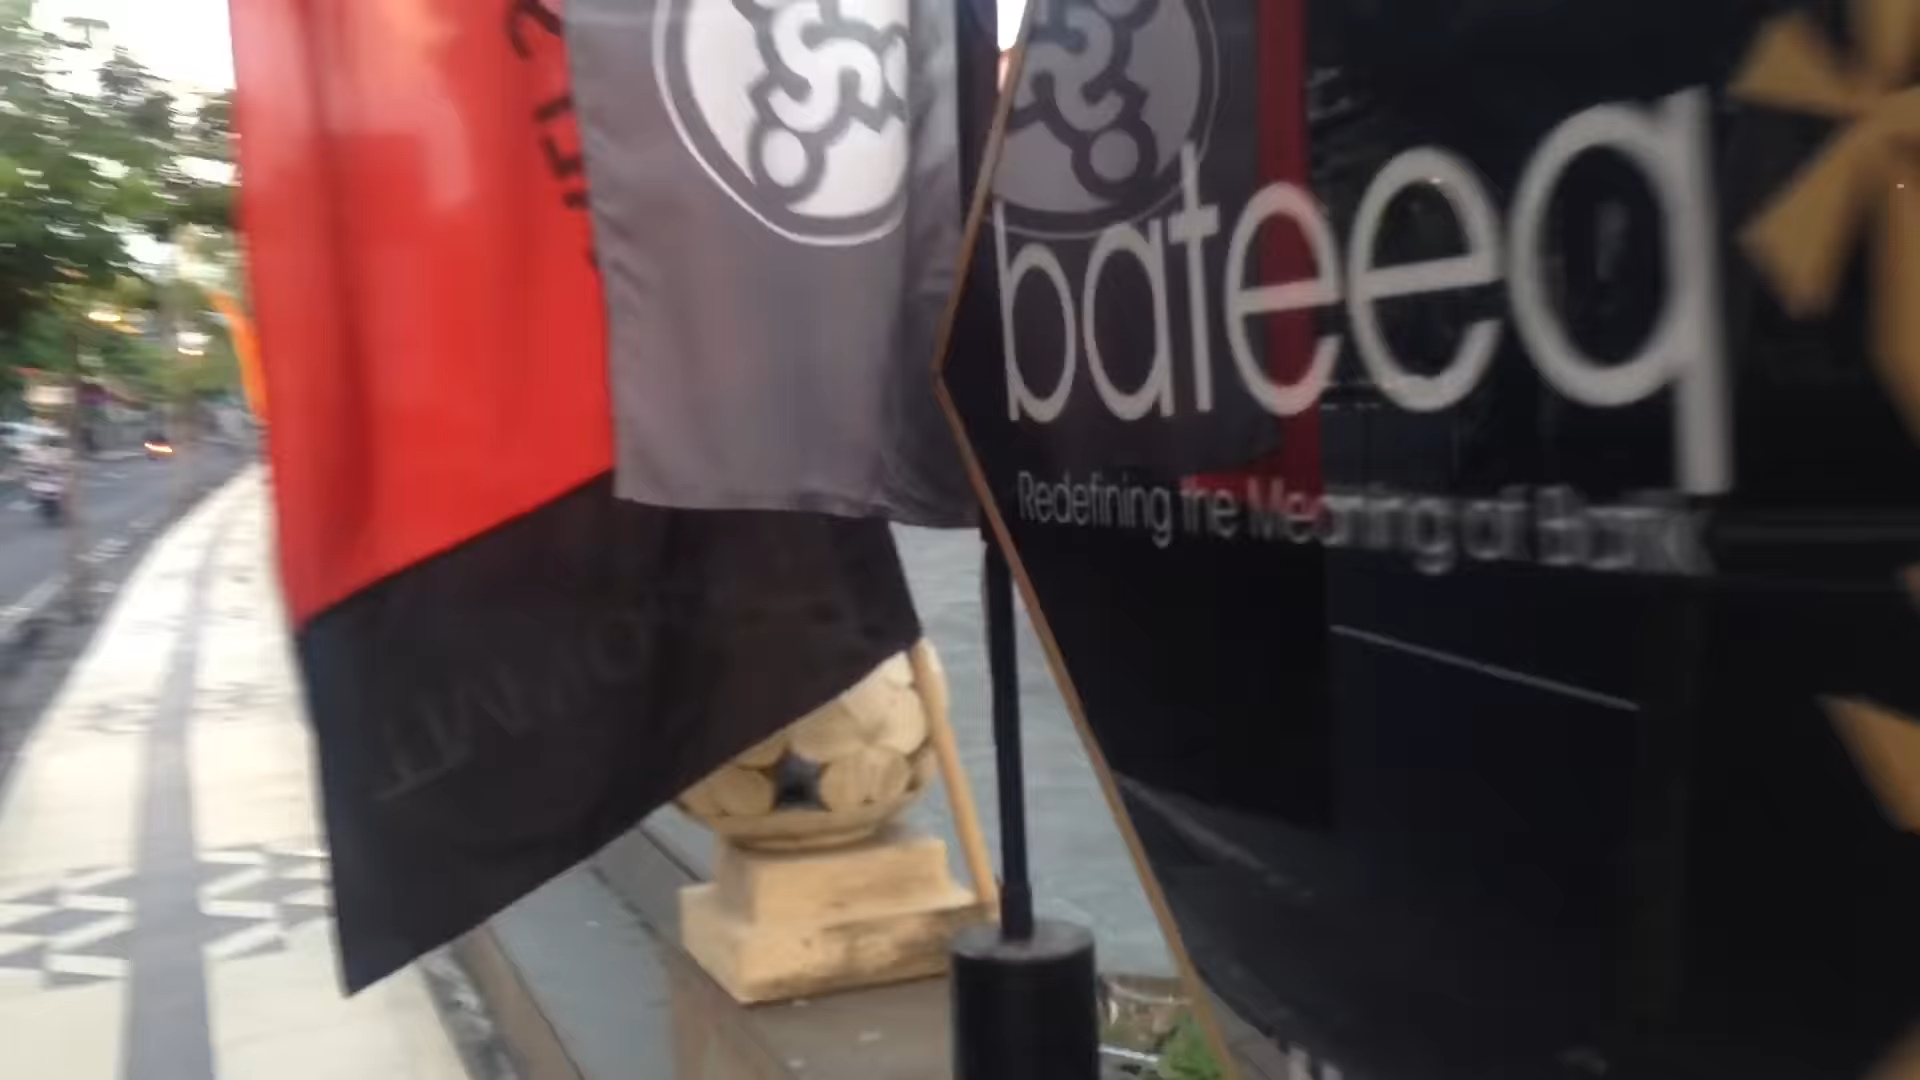 bateeq
Redefining the Meaning of Batik